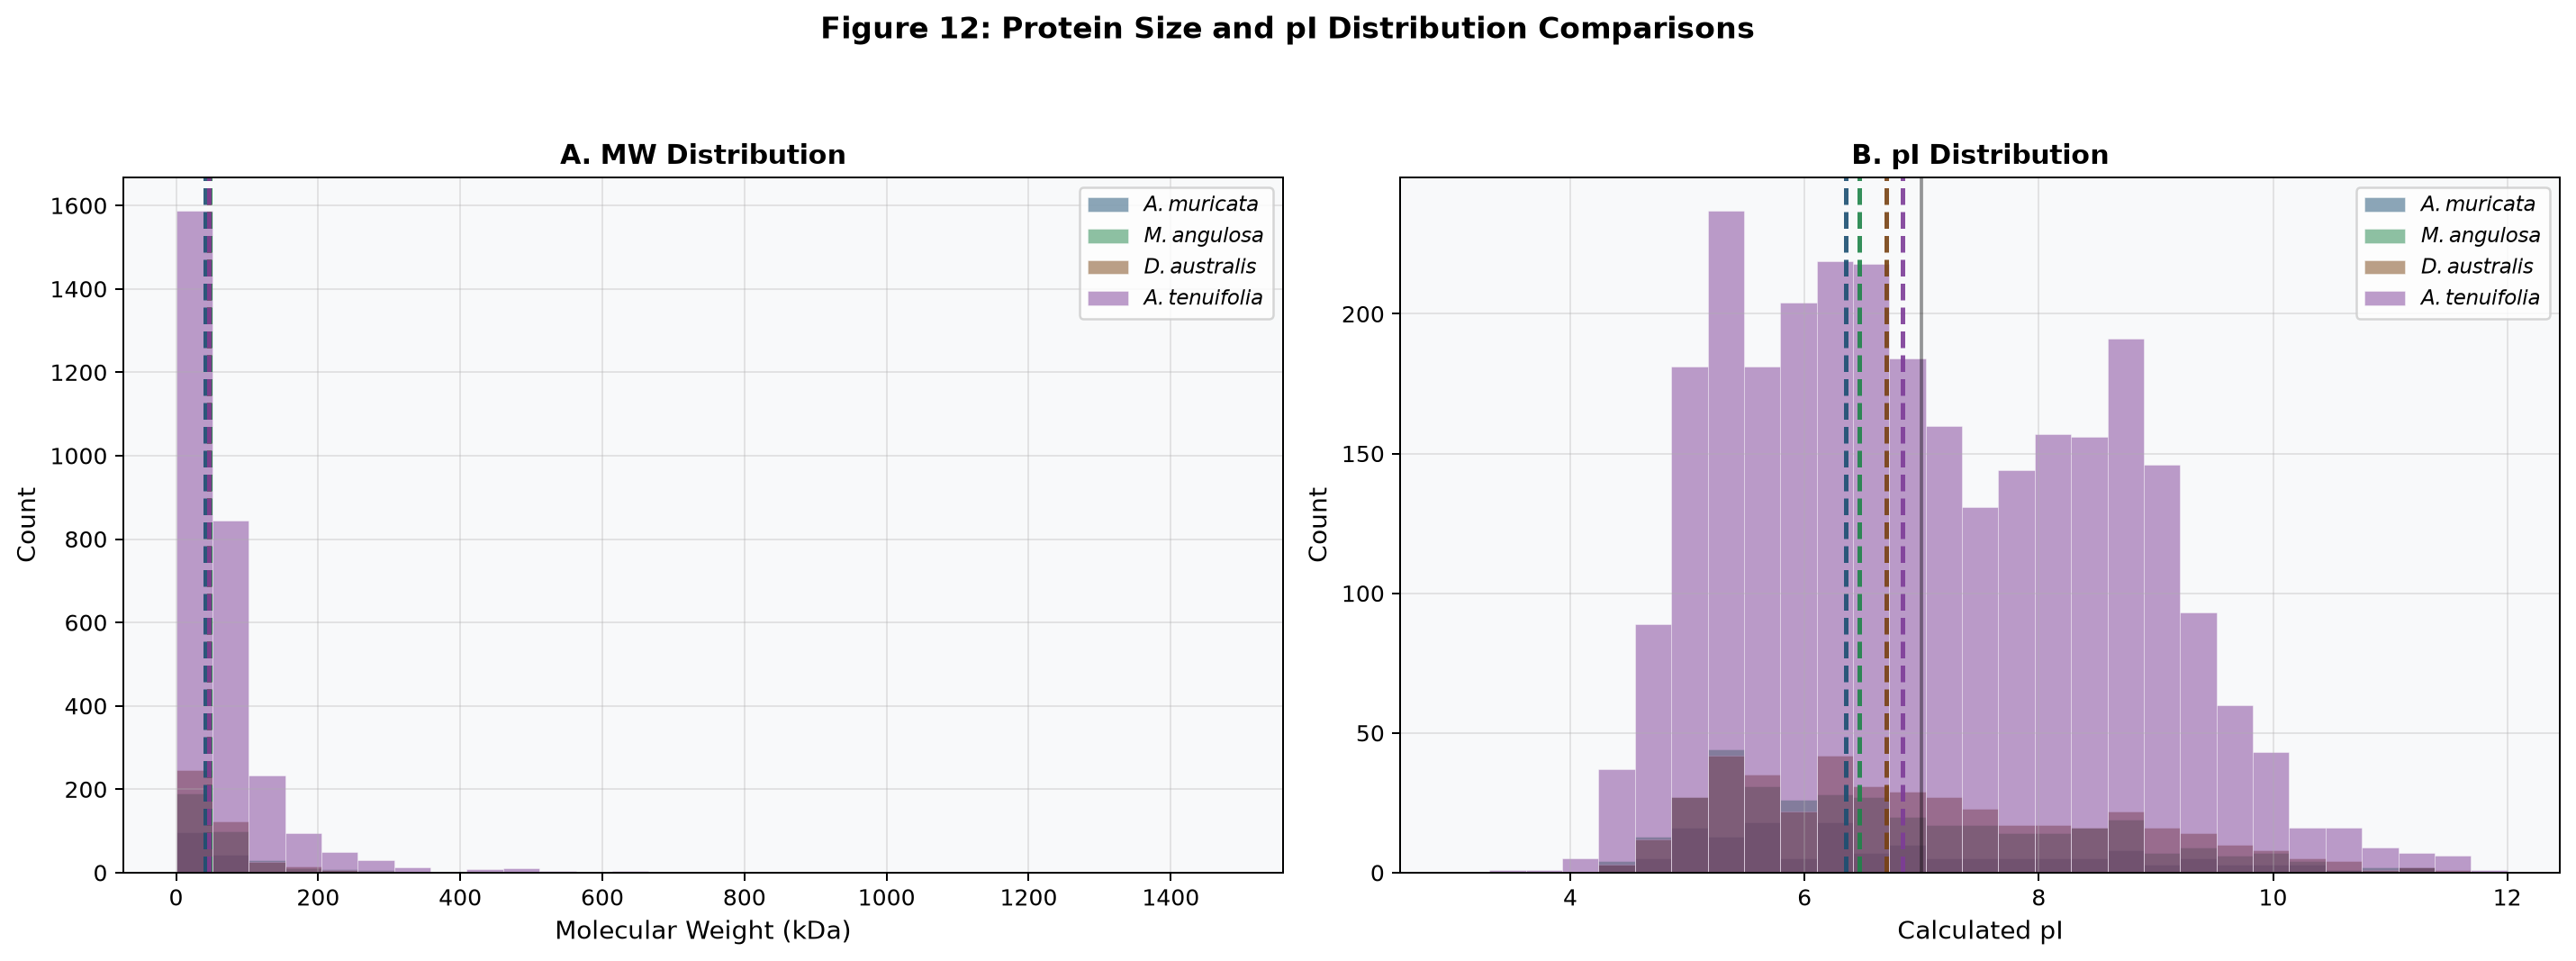 Figure 12: Protein Size and pI Distribution Comparisons
A. MW Distribution
1600
1400
1200
1000
800
600
400
200
0
Count
0 200 400 600 800 1000 1200 1400
Molecular Weight (kDa)
A. muricata
M. angulosa
D. australis
A. tenuifolia
B. pI Distribution
200
150
100
50
0
Count
4 6 8 10 12
Calculated pI
A. muricata
M. angulosa
D. australis
A. tenuifolia